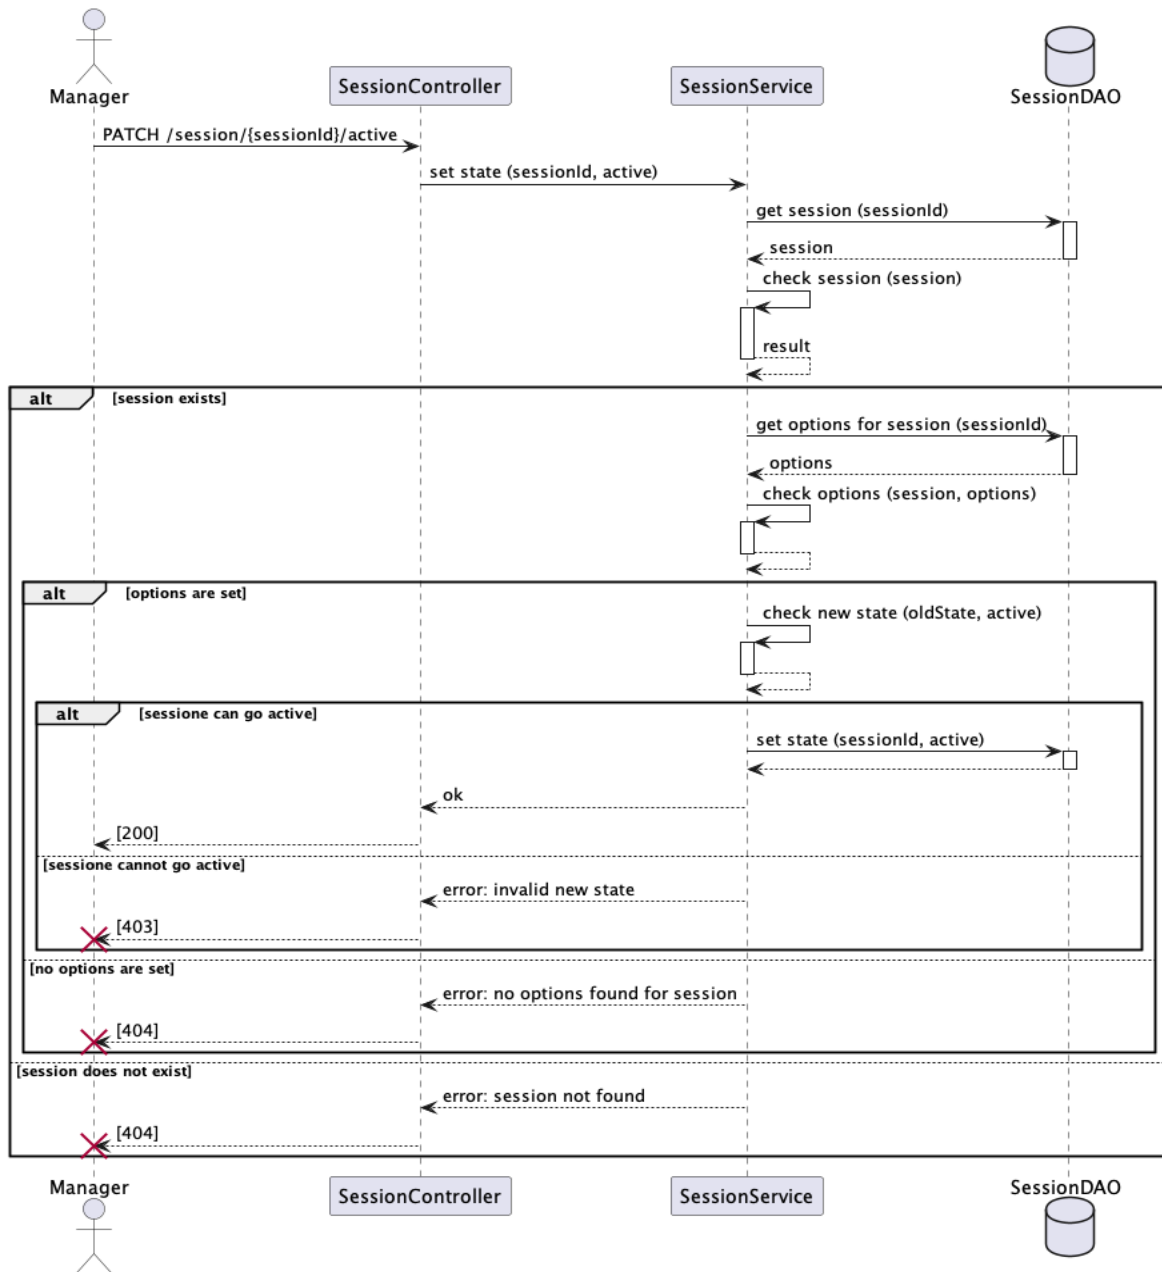 Manager
SessionController
SessionService
SessionDAO
PATCH /session/{sessionId}/active
set state (sessionId, active)
get session (sessionId)
session
check session (session)
result
alt [session exists]
get options for session (sessionId)
options
check options (session, options)
alt [options are set]
check new state (oldState, active)
alt [sessione can go active]
set state (sessionId, active)
ok
[200]
[sessione cannot go active]
error: invalid new state
[403]
[no options are set]
error: no options found for session
[404]
[session does not exist]
error: session not found
[404]
Manager
SessionController
SessionService
SessionDAO